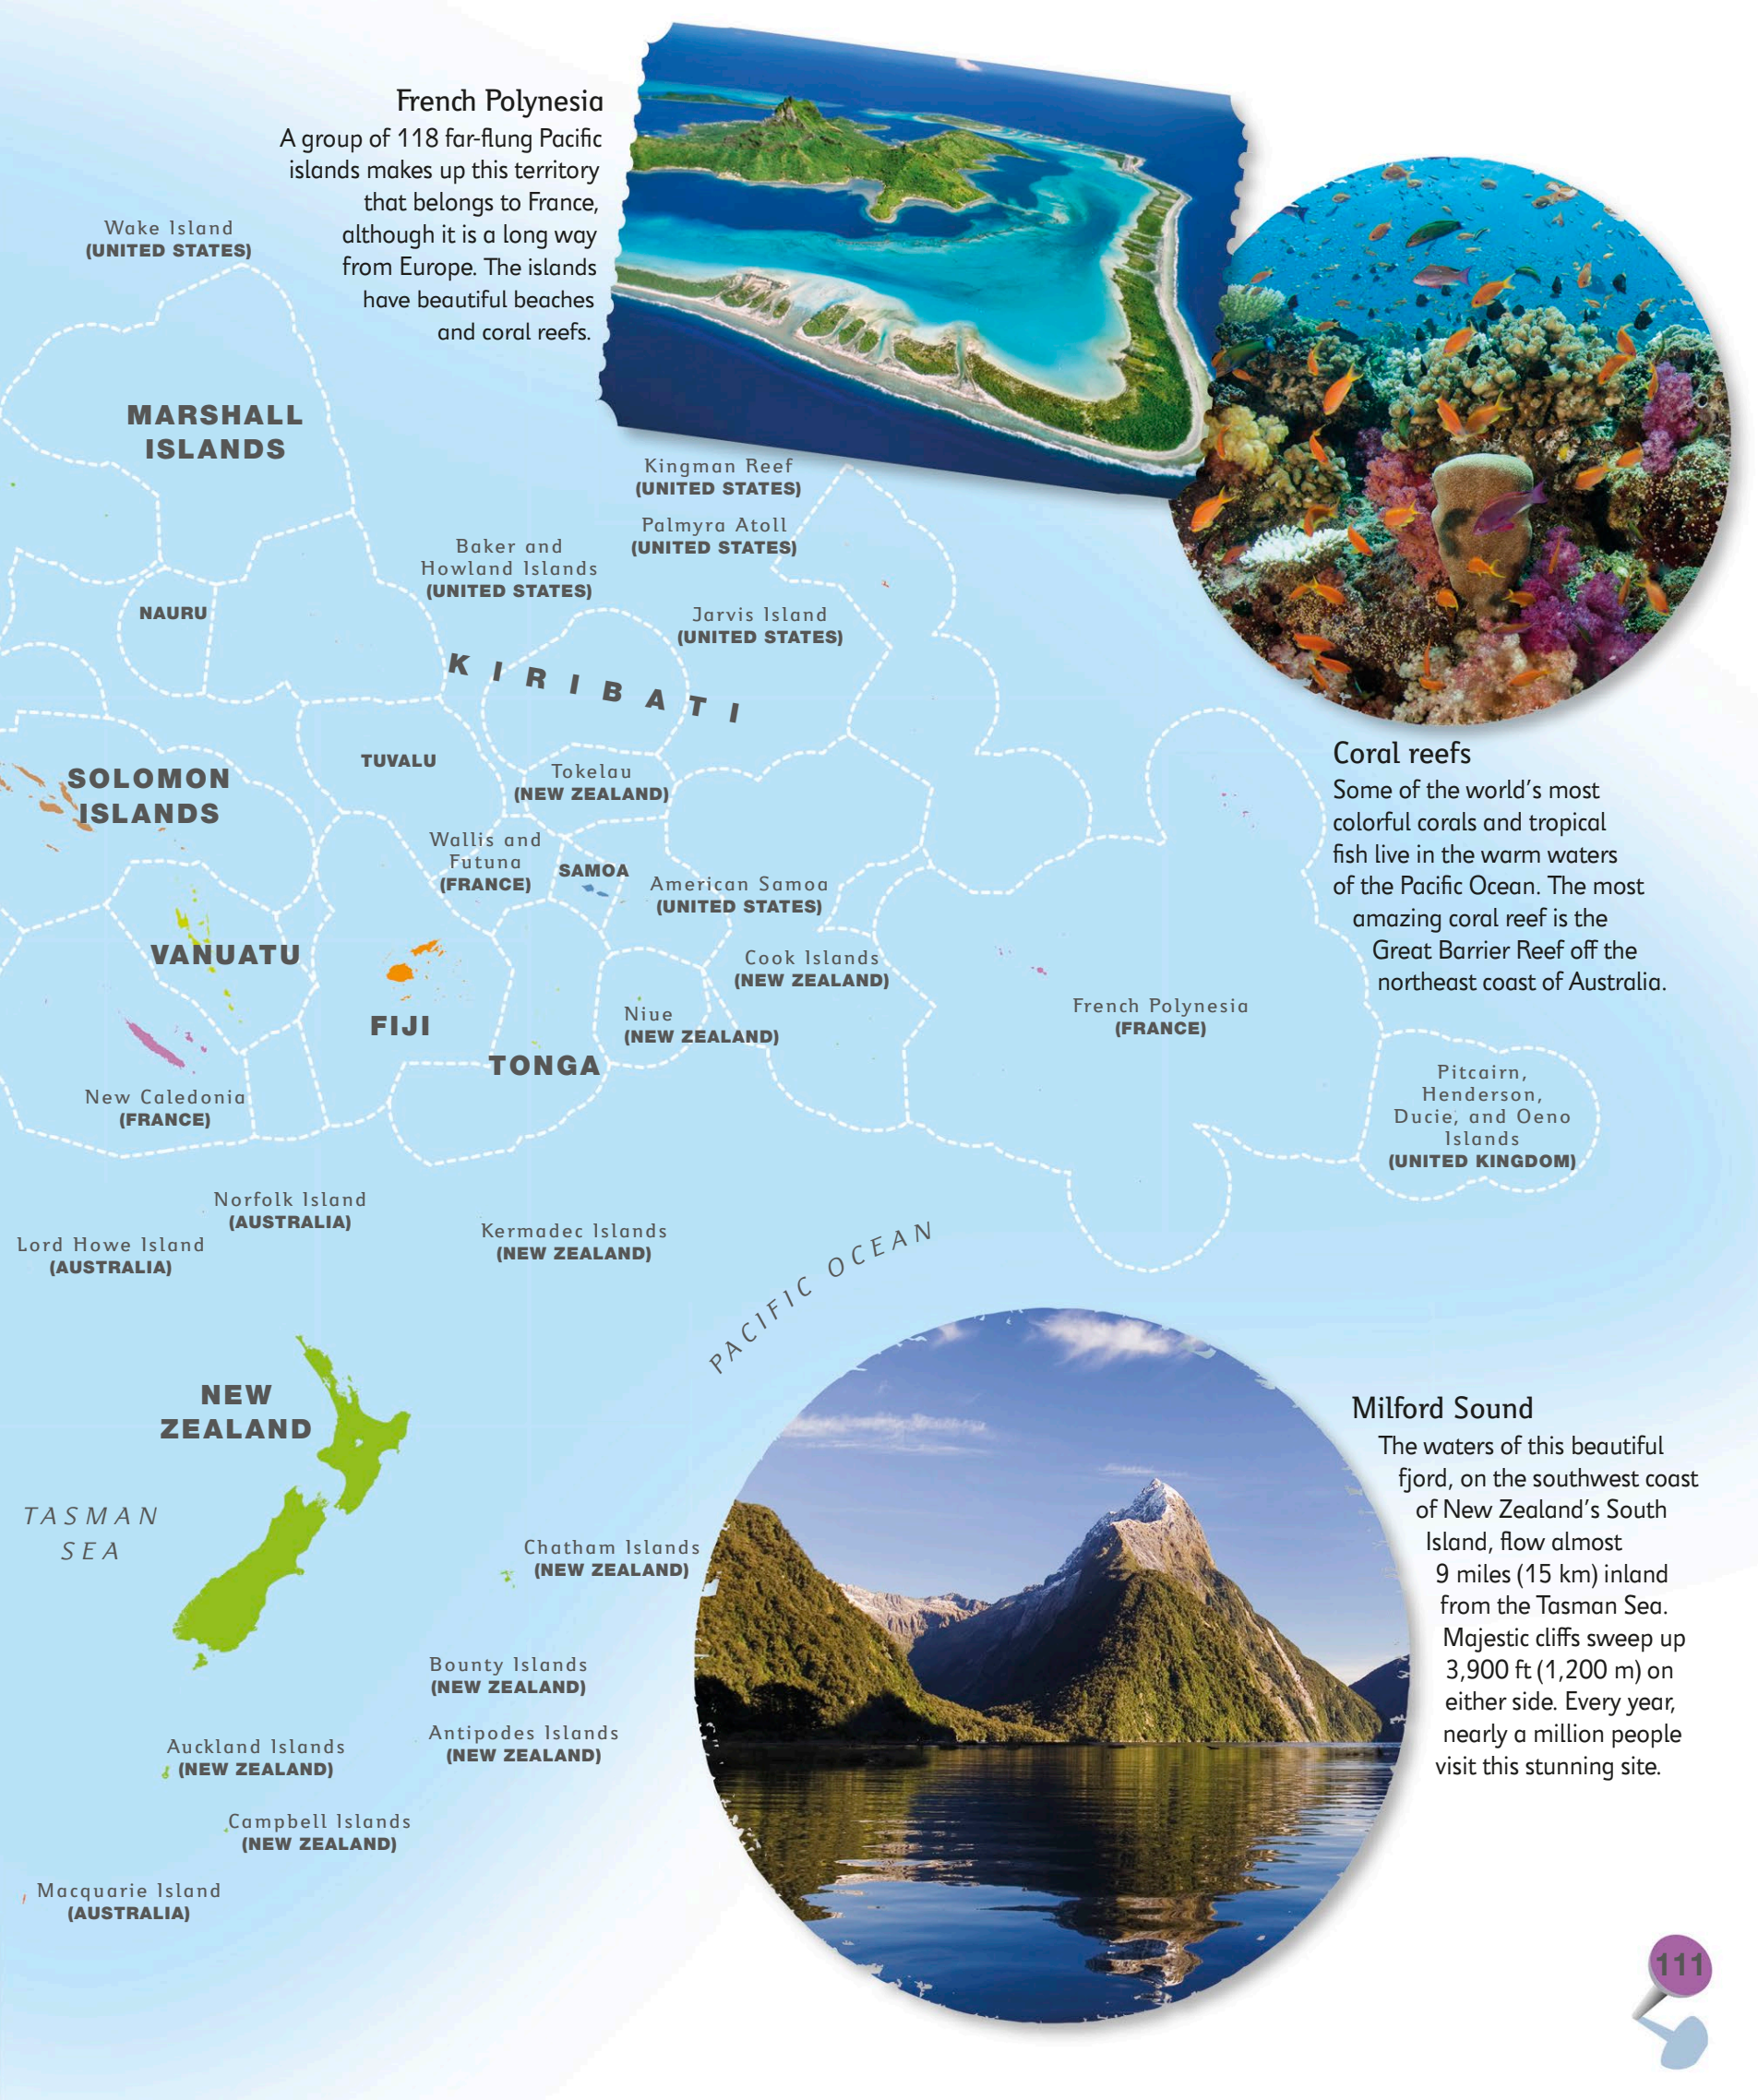 French Polynesia
A group of 118 far-flung Pacific
islands makes up this territory
that belongs to France,
although it is a long way
from Europe. The islands
have beautiful beaches
and coral reefs.
Wake Island
(UNITED STATES)
MARSHALL
ISLANDS
Kingman Reef
(UNITED STATES)
Palmyra Atoll
(UNITED STATES)
Baker and
Howland Islands
(UNITED STATES)
Jarvis Island
(UNITED STATES)
NAURU
KIRIBATI
TUVALU
Tokelau
(NEW ZEALAND)
SOLOMON
ISLANDS
Wallis and
Futuna
(FRANCE)
SAMOA
American Samoa
(UNITED STATES)
VANUATU
Cook Islands
(NEW ZEALAND)
FIJI
Niue
(NEW ZEALAND)
TONGA
French Polynesia
(FRANCE)
New Caledonia
(FRANCE)
Pitcairn,
Henderson,
Ducie, and Oeno
Islands
(UNITED KINGDOM)
Coral reefs
Some of the world's most
colorful corals and tropical
fish live in the warm waters
of the Pacific Ocean. The most
amazing coral reef is the
Great Barrier Reef off the
northeast coast of Australia.
Norfolk Island
(AUSTRALIA)
Lord Howe Island
(AUSTRALIA)
Kermadec Islands
(NEW ZEALAND)
PACIFIC OCEAN
NEW
ZEALAND
TASMAN
SEA
Chatham Islands
(NEW ZEALAND)
Bounty Islands
(NEW ZEALAND)
Antipodes Islands
(NEW ZEALAND)
Auckland Islands
(NEW ZEALAND)
Campbell Islands
(NEW ZEALAND)
Macquarie Island
(AUSTRALIA)
Milford Sound
The waters of this beautiful
fjord, on the southwest coast
of New Zealand's South
Island, flow almost
9 miles (15 km) inland
from the Tasman Sea.
Majestic cliffs sweep up
3,900 ft (1,200 m) on
either side. Every year,
nearly a million people
visit this stunning site.
111